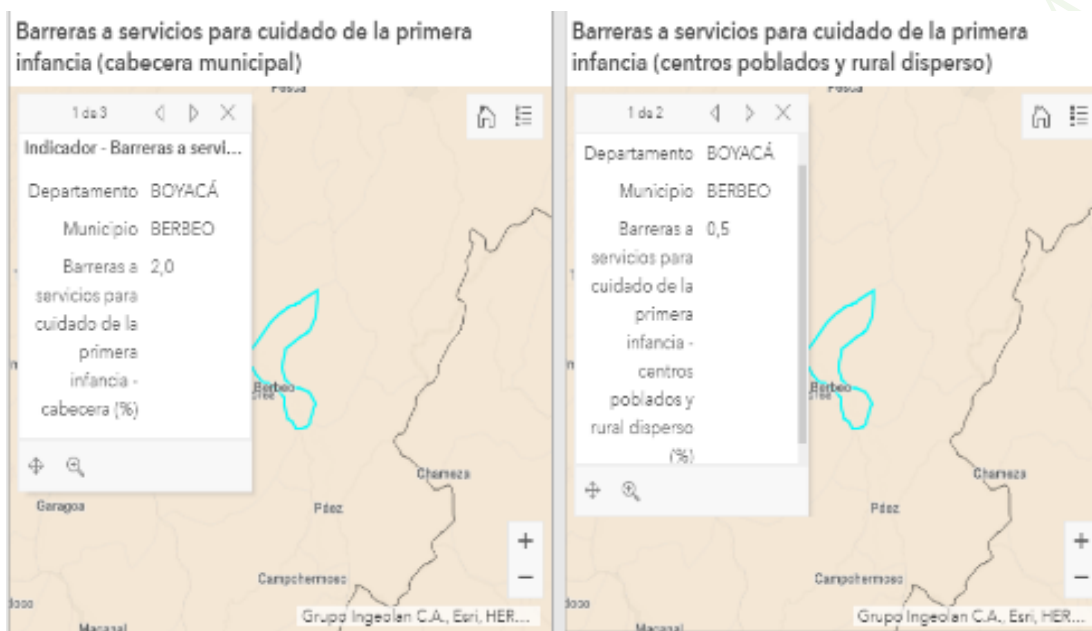 Barreras a servicios para cuidado de la primera
infancia (cabecera municipal)
1 de 3
Indicador - Barreras a servi...
Departamento BOYACÁ
Municipio BERBEO
Barreras a 2,0
servicios para
cuidado de la
primera
infancia -
cabecera (%)
Berbeo
Chameza
Garagoa
Páez
Campohermoso
Macanal
Grupo Ingeolan C.A., Esri, HER...
Barreras a servicios para cuidado de la primera
infancia (centros poblados y rural disperso)
1 de 2
Departamento BOYACÁ
Municipio BERBEO
Barreras a 0,5
servicios para
cuidado de la
primera
infancia -
centros
poblados y
rural disperso
(%)
Berbeo
Chameza
Páez
Campohermoso
Macanal
Grupo Ingeolan C.A., Esri, HER...